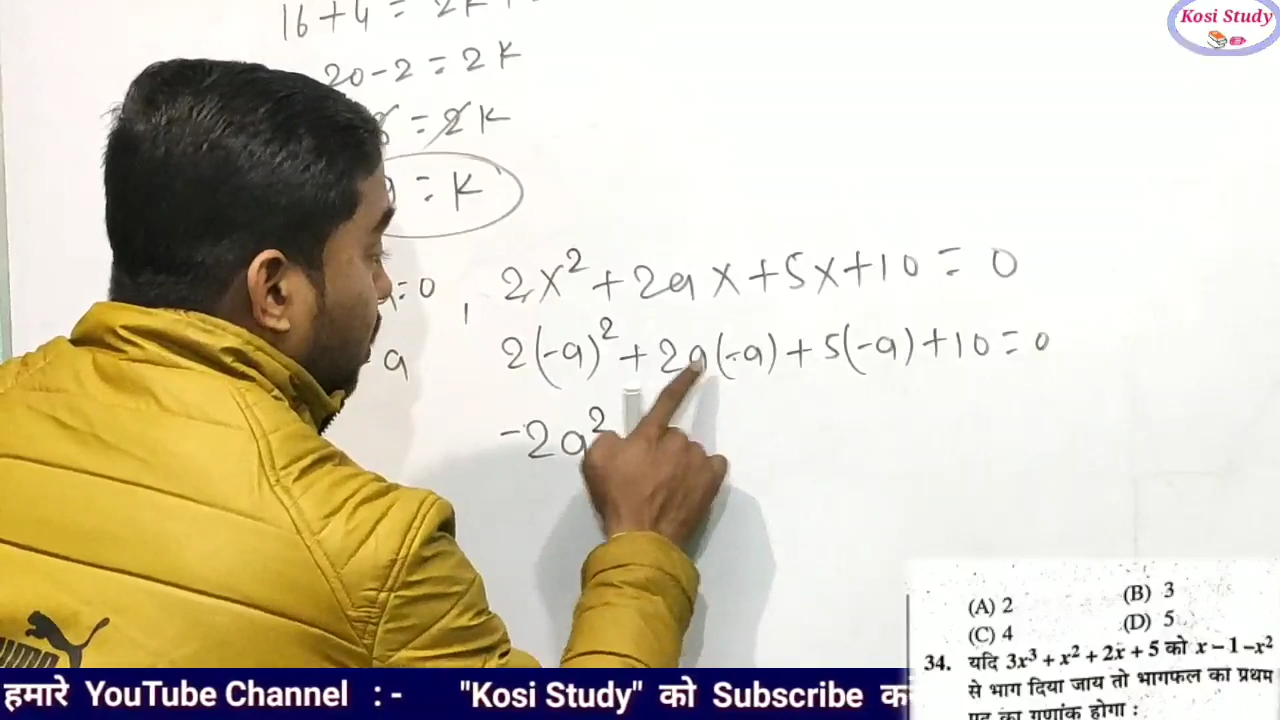 16 + 4 = 2K
20 - 2 = 2K
= 2K
= K
=0, 2x² + 2ax + 5x + 10 = 0
a 2(-a)² + 2a(-a) + 5(-a) + 10 = 0
-2a²
Kosi Study
(A) 2 (B) 3
(C) 4 (D) 5
34. यदि 3x³ + x² + 2x + 5 को x - 1 - x²
से भाग दिया जाय तो भागफल का प्रथम
पद का गुणांक होगा :
हमारे YouTube Channel : - "Kosi Study" को Subscribe